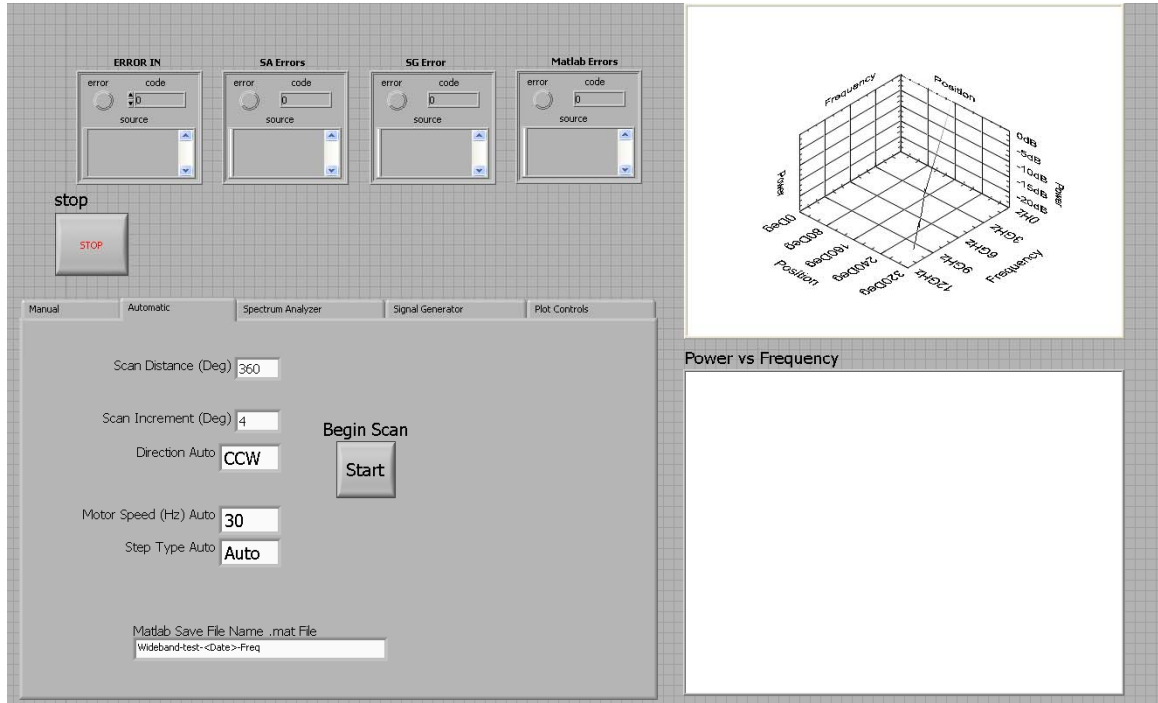 ERROR IN SA Errors SG Error Matlab Errors
error code error code error code error code
0 0 0 0
source source source source
stop
STOP
Manual Automatic Spectrum Analyzer Signal Generator Plot Controls
Scan Distance (Deg) 360
Scan Increment (Deg) 4
Begin Scan
Direction Auto CCW
Start
Motor Speed (Hz) Auto 30
Step Type Auto Auto
Matlab Save File Name .mat File
Wideband-test-<Date>-Freq
Frequency Position
0dB
-5dB
-10dB
-15dB
-20dB
Power
Power
0Deg
80Deg
160Deg
240Deg
320Deg
Position
0Hz
3GHz
6GHz
9GHz
12GHz
Frequency
Power vs Frequency